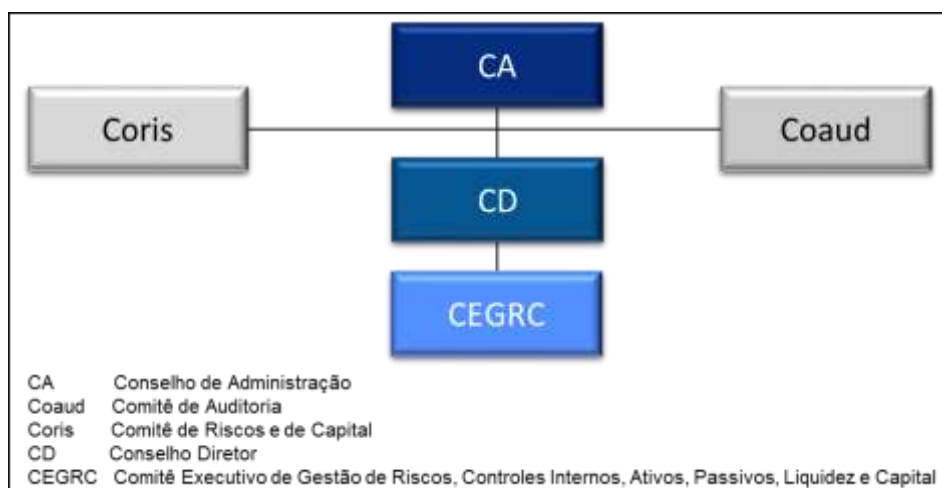 CA
Coris
Coaud
CD
CEGRC
CA Conselho de Administração
Coaud Comitê de Auditoria
Coris Comitê de Riscos e de Capital
CD Conselho Diretor
CEGRC Comitê Executivo de Gestão de Riscos, Controles Internos, Ativos, Passivos, Liquidez e Capital